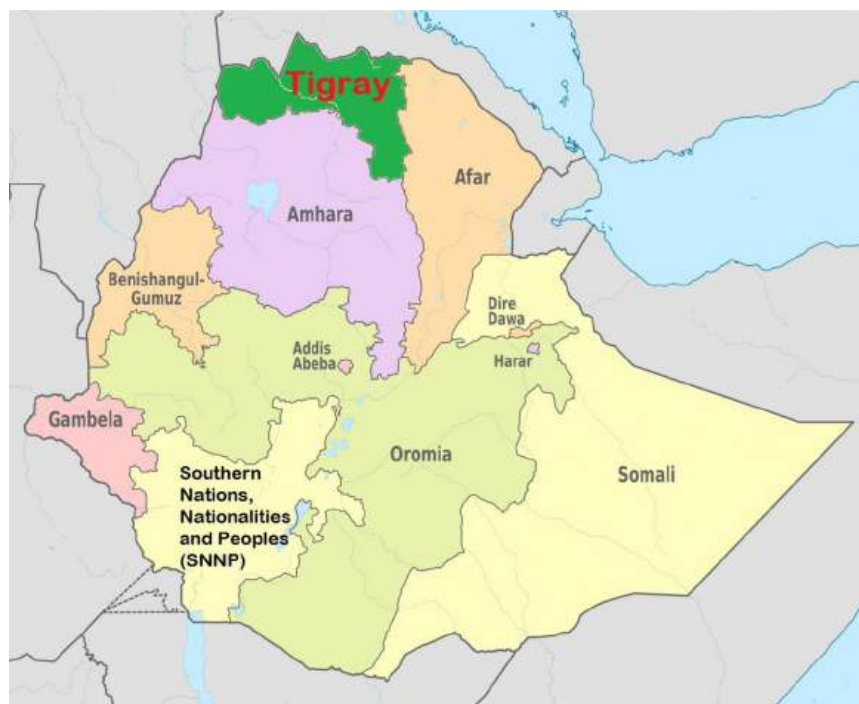 Tigray
Afar
Amhara
Benishangul-
Gumuz
Dire
Dawa
Addis
Abeba
Harar
Gambela
Oromia
Southern
Nations,
Nationalities
and Peoples
(SNNP)
Somali